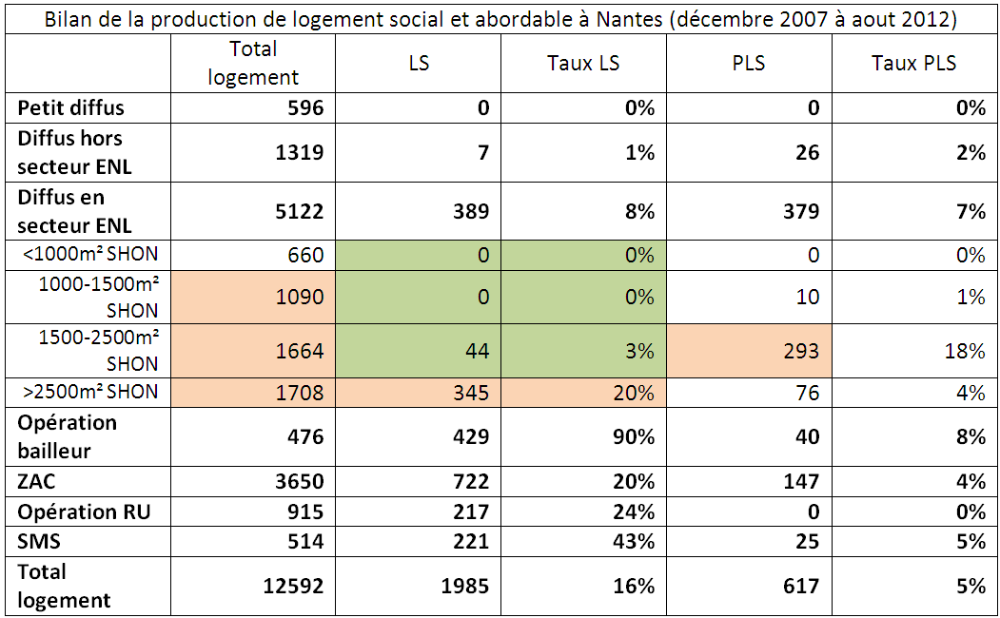 Bilan de la production de logement social et abordable à Nantes (décembre 2007 à aout 2012)
Total logement LS Taux LS PLS Taux PLS
Petit diffus 596 0 0% 0 0%
Diffus hors secteur ENL 1319 7 1% 26 2%
Diffus en secteur ENL 5122 389 8% 379 7%
<1000m² SHON 660 0 0% 0 0%
1000-1500m² SHON 1090 0 0% 10 1%
1500-2500m² SHON 1664 44 3% 293 18%
>2500m² SHON 1708 345 20% 76 4%
Opération bailleur 476 429 90% 40 8%
ZAC 3650 722 20% 147 4%
Opération RU 915 217 24% 0 0%
SMS 514 221 43% 25 5%
Total logement 12592 1985 16% 617 5%